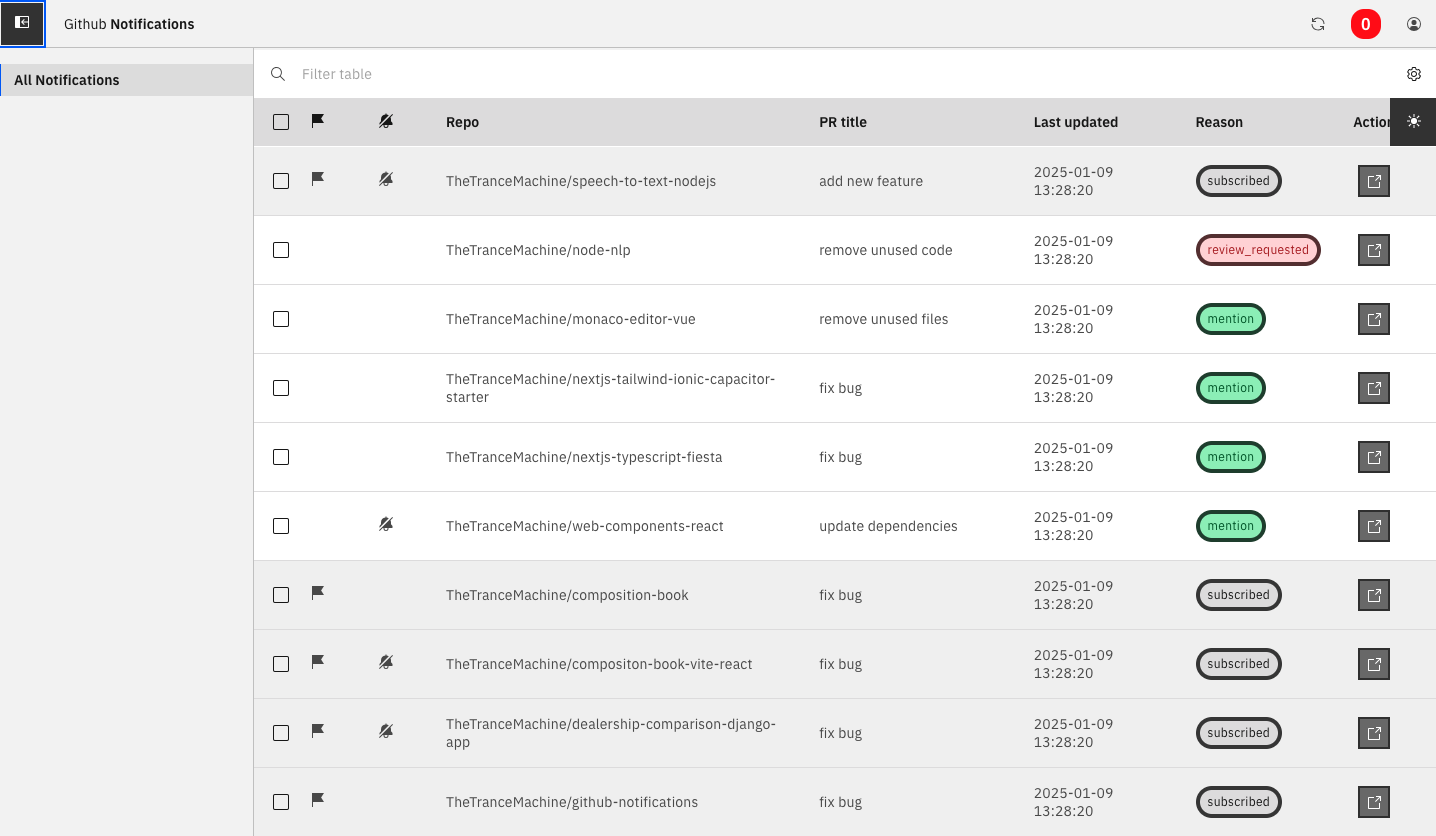 Github Notifications
0
All Notifications
Filter table
Repo PR title Last updated Reason Action
TheTranceMachine/speech-to-text-nodejs add new feature 2025-01-09 subscribed
13:28:20
TheTranceMachine/node-nlp remove unused code 2025-01-09 review_requested
13:28:20
TheTranceMachine/monaco-editor-vue remove unused files 2025-01-09 mention
13:28:20
TheTranceMachine/nextjs-tailwind-ionic-capacitor- fix bug 2025-01-09 mention
starter 13:28:20
TheTranceMachine/nextjs-typescript-fiesta fix bug 2025-01-09 mention
13:28:20
TheTranceMachine/web-components-react update dependencies 2025-01-09 mention
13:28:20
TheTranceMachine/composition-book fix bug 2025-01-09 subscribed
13:28:20
TheTranceMachine/compositon-book-vite-react fix bug 2025-01-09 subscribed
13:28:20
TheTranceMachine/dealership-comparison-django- fix bug 2025-01-09 subscribed
app 13:28:20
TheTranceMachine/github-notifications fix bug 2025-01-09 subscribed
13:28:20